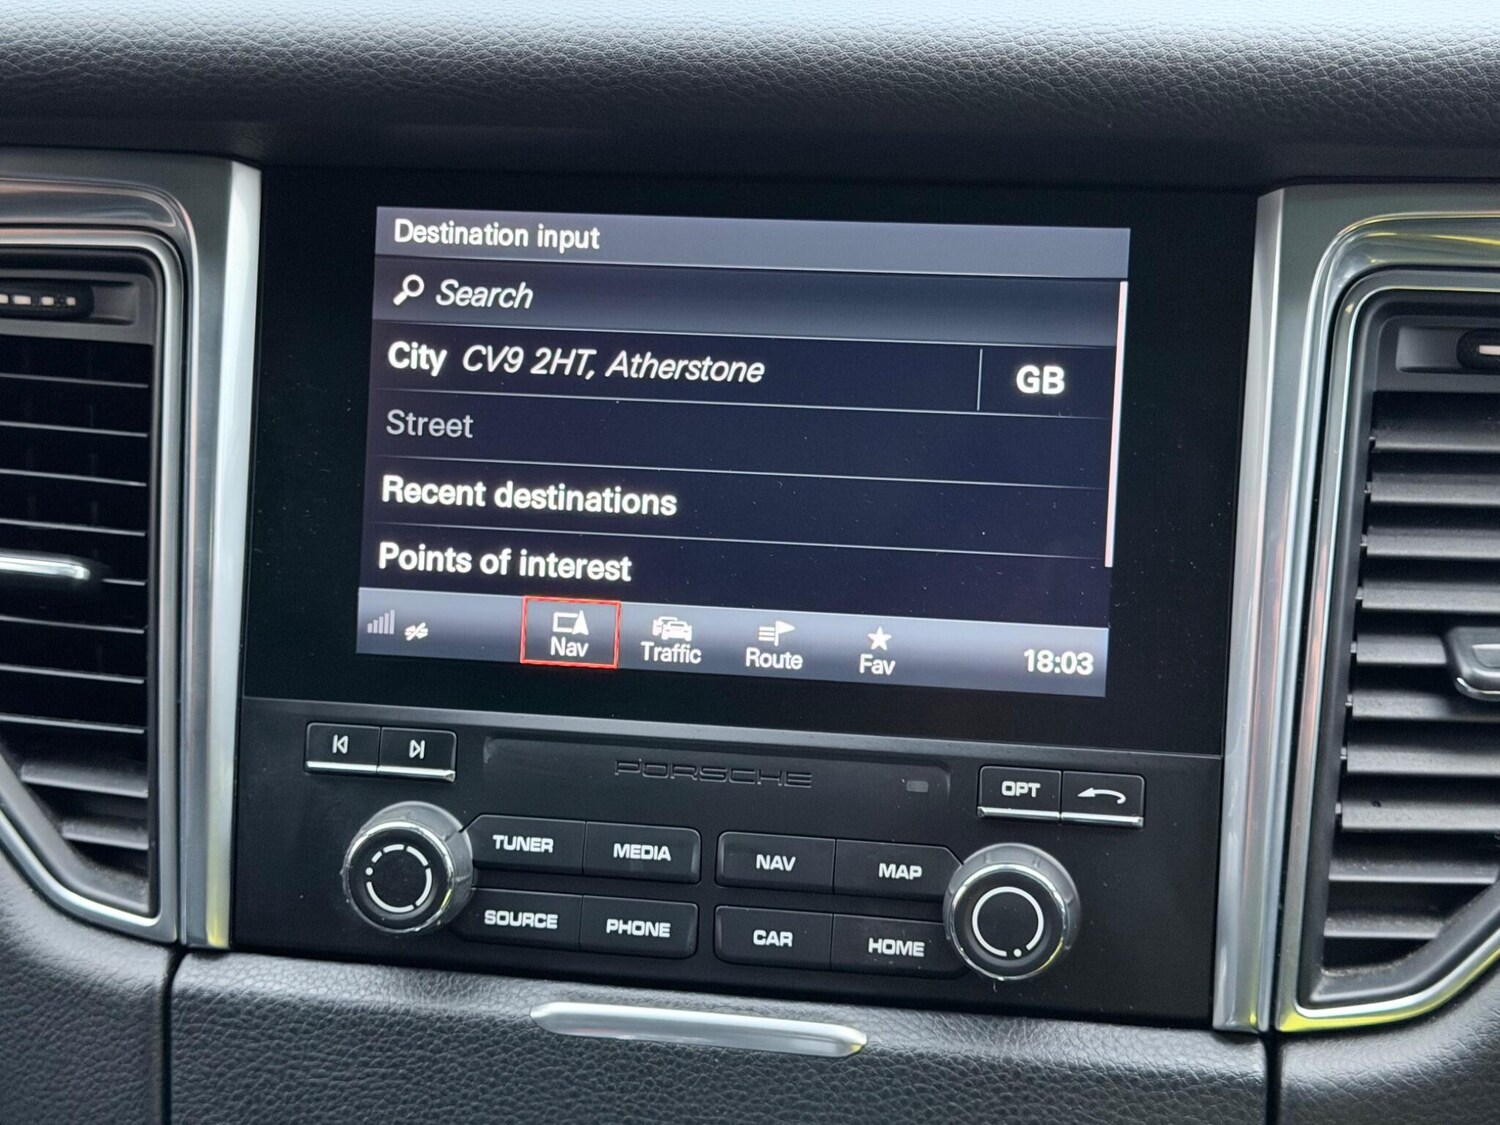 Destination input
Search
City CV9 2HT, Atherstone GB
Street
Recent destinations
Points of interest
Nav Traffic Route Fav 18:03
PORSCHE
OPT
TUNER MEDIA NAV MAP
SOURCE PHONE CAR HOME